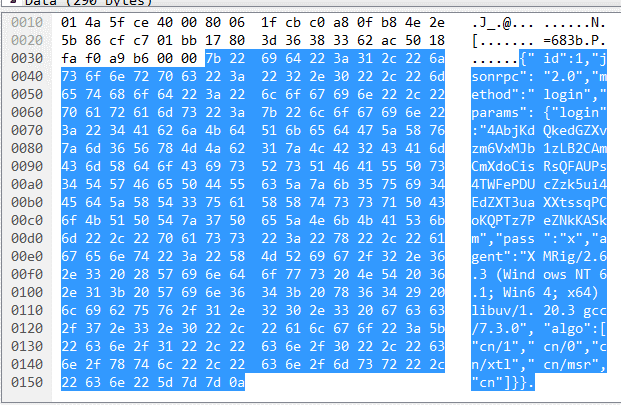 Data (290 bytes)
0010 01 4a 5f ce 40 00 80 06 1f cb c0 a8 0f b8 4e 2e .J_.@... ......N.
0020 5b 86 cf c7 01 bb 17 80 3d 36 38 33 62 ac 50 18 [....... =683b.P.
0030 fa f0 a9 b6 00 00 7b 22 69 64 22 3a 31 2c 22 6a ......{" id":1,"j
0040 73 6f 6e 72 70 63 22 3a 22 32 2e 30 22 2c 22 6d sonrpc": "2.0","m
0050 65 74 68 6f 64 22 3a 22 6c 6f 67 69 6e 22 2c 22 ethod":" login","
0060 70 61 72 61 6d 73 22 3a 7b 22 6c 6f 67 69 6e 22 params": {"login"
0070 3a 22 34 41 62 6a 4b 64 51 6b 65 64 47 5a 58 76 :"4AbjKd QkedGZXv
0080 7a 6d 36 56 78 4d 4a 62 31 7a 4c 42 32 43 41 6d zm6VxMJb 1zLB2CAm
0090 43 6d 58 64 6f 43 69 73 52 73 51 46 41 55 50 73 CmXdoCis RsQFAUPs
00a0 34 54 57 46 65 50 44 55 63 5a 7a 6b 35 75 69 34 4TWFePDU cZzk5ui4
00b0 45 64 5a 58 54 33 75 61 58 58 74 73 73 71 50 43 EdZXT3ua XXtssqPC
00c0 6f 4b 51 50 54 7a 37 50 65 5a 4e 6b 4b 41 53 6b oKQPTz7P eZNkKASk
00d0 6d 22 2c 22 70 61 73 73 22 3a 22 78 22 2c 22 61 m","pass ":"x","a
00e0 67 65 6e 74 22 3a 22 58 4d 52 69 67 2f 32 2e 36 gent":"X MRig/2.6
00f0 2e 33 20 28 57 69 6e 64 6f 77 73 20 4e 54 20 36 .3 (Wind ows NT 6
0100 2e 31 3b 20 57 69 6e 36 34 3b 20 78 36 34 29 20 .1; Win6 4; x64)
0110 6c 69 62 75 76 2f 31 2e 32 30 2e 33 20 67 63 63 libuv/1. 20.3 gcc
0120 2f 37 2e 33 2e 30 22 2c 22 61 6c 67 6f 22 3a 5b /7.3.0", "algo":[
0130 22 63 6e 2f 31 22 2c 22 63 6e 2f 30 22 2c 22 63 "cn/1"," cn/0","c
0140 6e 2f 78 74 6c 22 2c 22 63 6e 2f 6d 73 72 22 2c n/xtl"," cn/msr",
0150 22 63 6e 22 5d 7d 7d 0a "cn"]}}.